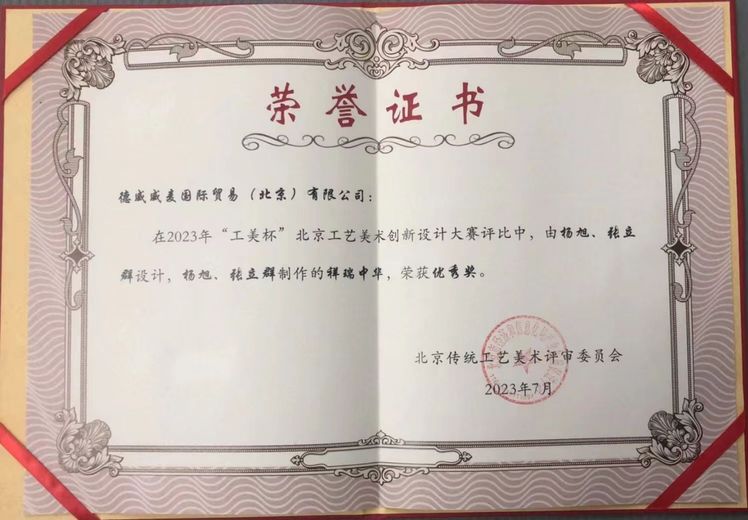 荣誉证书
德威威麦国际贸易（北京）有限公司：
在2023年“工美杯”北京工艺美术创新设计大赛评比中，由杨旭、张立
群设计，杨旭、张立群制作的祥瑞中华，荣获优秀奖。
北京传统工艺美术评审委员会
2023年7月